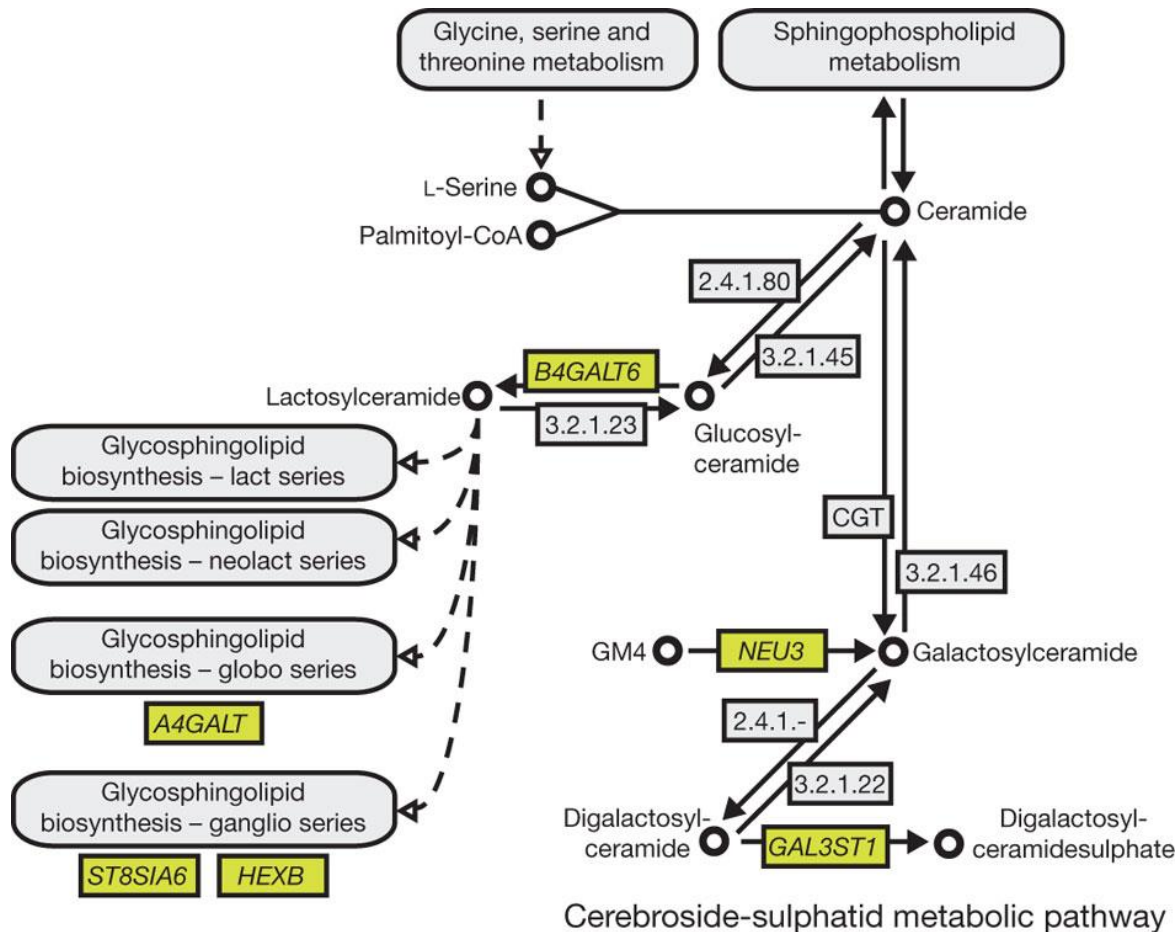 Glycine, serine and
threonine metabolism
Sphingophospholipid
metabolism
L-Serine
Palmitoyl-CoA
Ceramide
2.4.1.80
3.2.1.45
B4GALT6
Lactosylceramide
3.2.1.23
Glucosyl-
ceramide
Glycosphingolipid
biosynthesis – lact series
Glycosphingolipid
biosynthesis – neolact series
CGT
3.2.1.46
Glycosphingolipid
biosynthesis – globo series
GM4
NEU3
Galactosylceramide
A4GALT
2.4.1.-
3.2.1.22
Glycosphingolipid
biosynthesis – ganglio series
Digalactosyl-
ceramide
GAL3ST1
Digalactosyl-
ceramidesulphate
ST8SIA6
HEXB
Cerebroside-sulphatid metabolic pathway